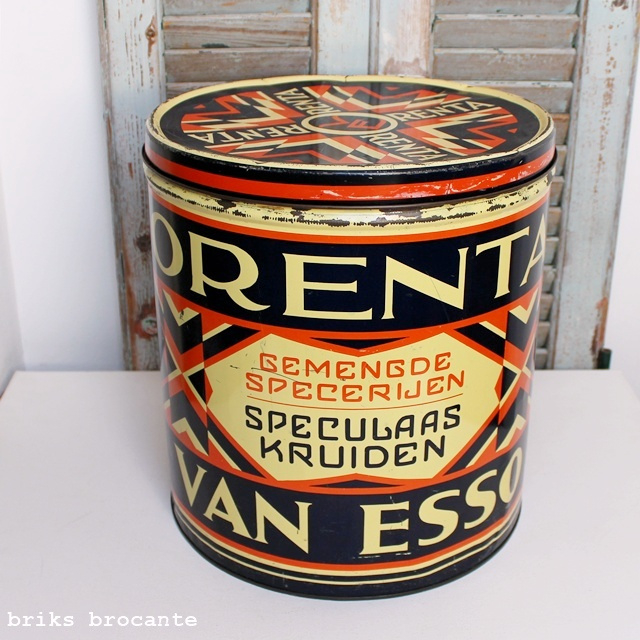 ORENTA
ORENTA
ORENTA
ORENTA
ORENTA
GEMENGDE
SPECERIJEN
SPECULAAS
KRUIDEN
VAN ESSO
briks brocante